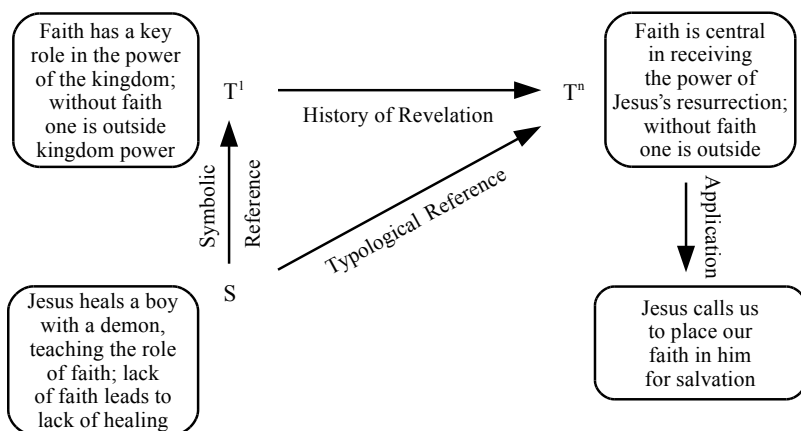 Faith has a key
role in the power
of the kingdom;
without faith
one is outside
kingdom power
T¹
History of Revelation
Tⁿ
Faith is central
in receiving
the power of
Jesus's resurrection;
without faith
one is outside
Symbolic
Reference
Typological Reference
Application
S
Jesus heals a boy
with a demon,
teaching the role
of faith; lack
of faith leads to
lack of healing
Jesus calls us
to place our
faith in him
for salvation